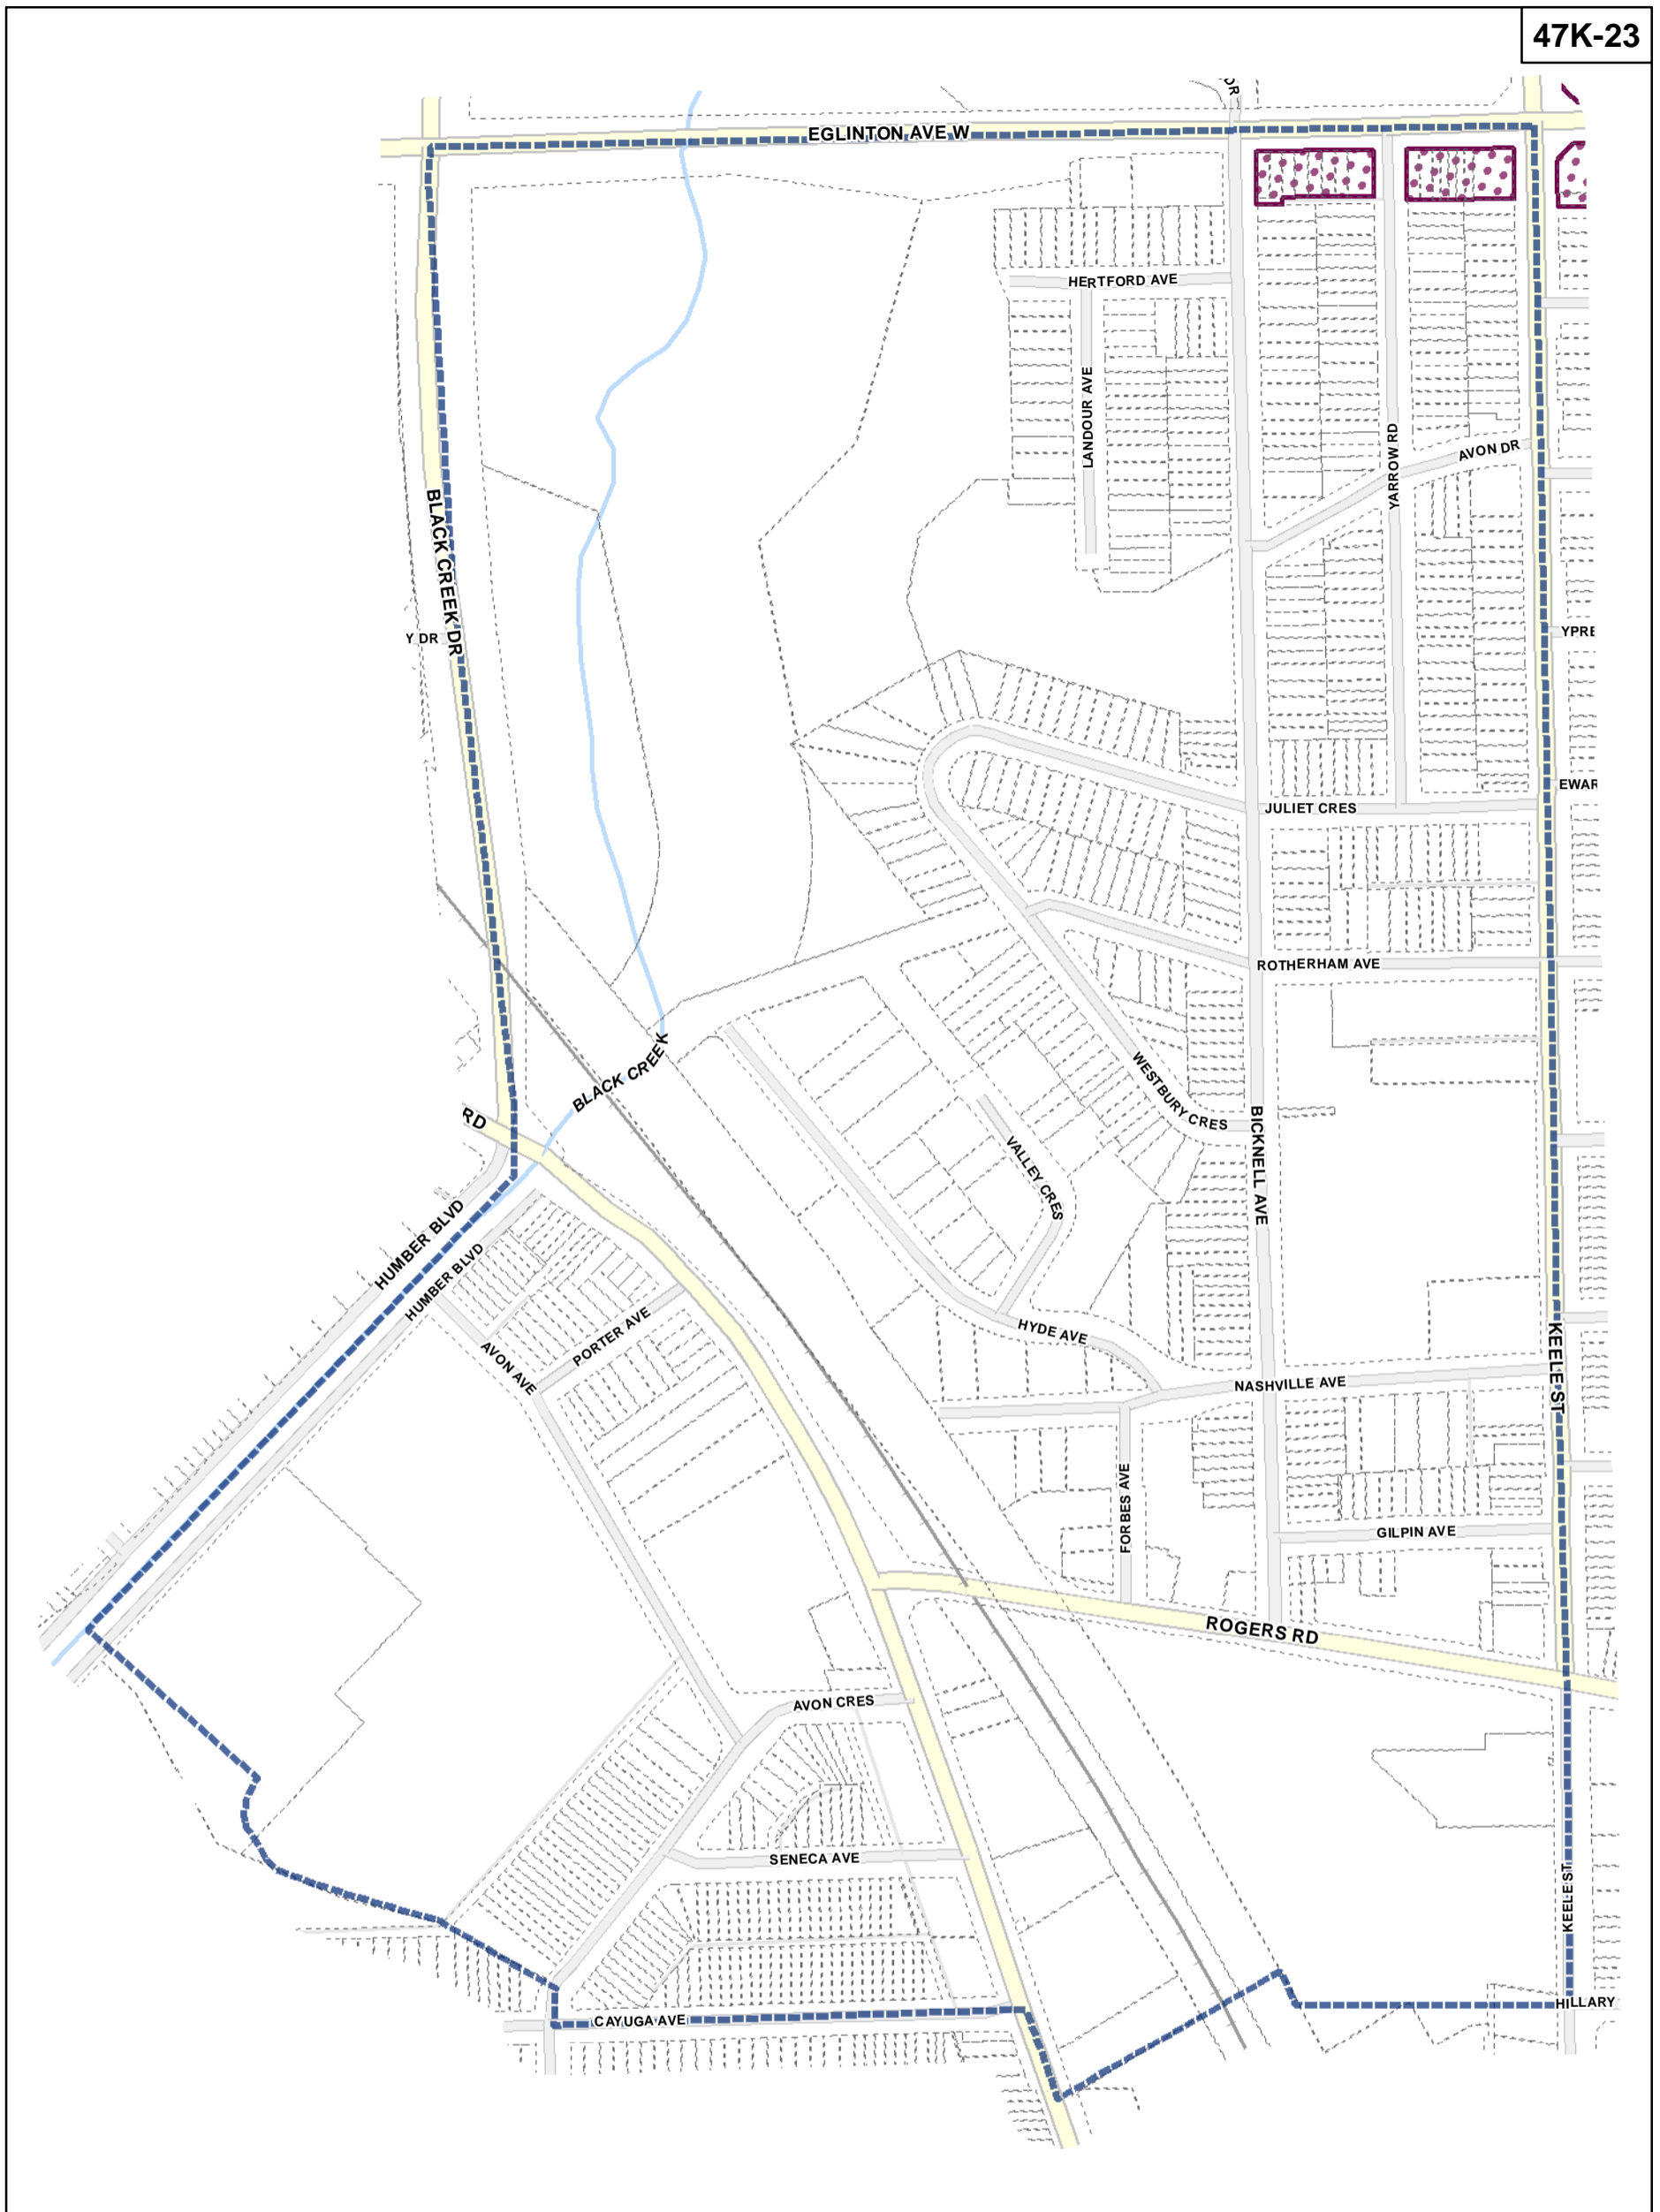 47K-23
DR
EGLINTON AVE W
HERTFORD AVE
LANDOUR AVE
YARROW RD
AVON DR
BLACK CREEK DR
Y DR
YPRE
EWAR
JULIET CRES
ROTHERHAM AVE
BLACK CREEK
WESTBURY CRES
RD
BICKNELL AVE
VALLEY CRES
HUMBER BLVD
HUMBER BLVD
PORTER AVE
AVON AVE
HYDE AVE
KEELE ST
NASHVILLE AVE
FORBES AVE
GILPIN AVE
ROGERS RD
AVON CRES
SENECA AVE
KEELE ST
HILLARY
CAYUGA AVE